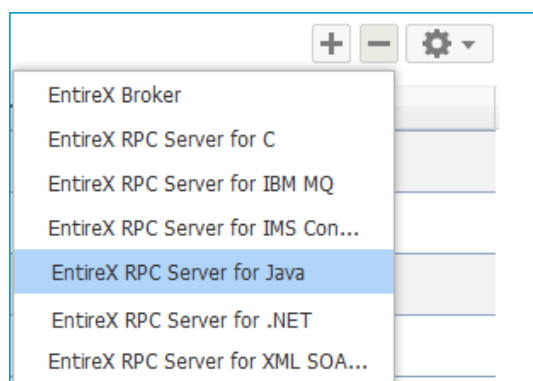 EntireX Broker
EntireX RPC Server for C
EntireX RPC Server for IBM MQ
EntireX RPC Server for IMS Con...
EntireX RPC Server for Java
EntireX RPC Server for .NET
EntireX RPC Server for XML SOA...